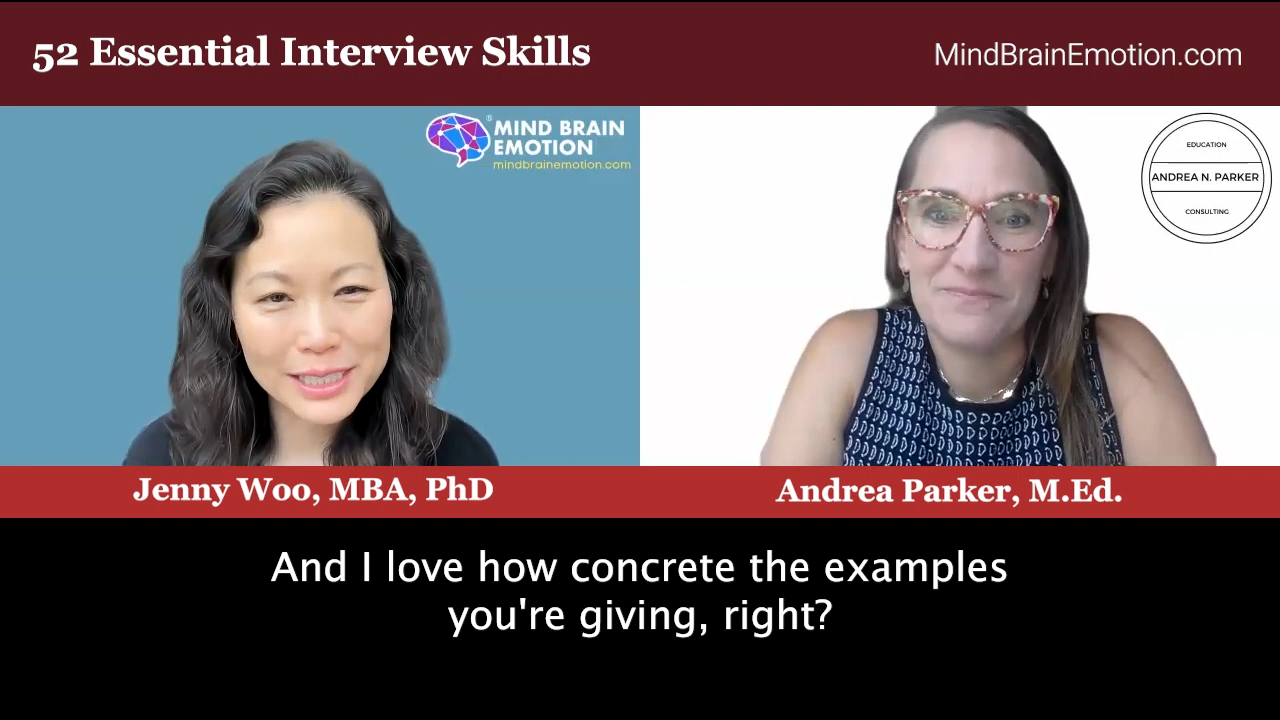 52 Essential Interview Skills
MindBrainEmotion.com
®
MIND BRAIN
EMOTION
mindbrainemotion.com
EDUCATION
ANDREA N. PARKER
CONSULTING
Jenny Woo, MBA, PhD
Andrea Parker, M.Ed.
And I love how concrete the examples
you're giving, right?